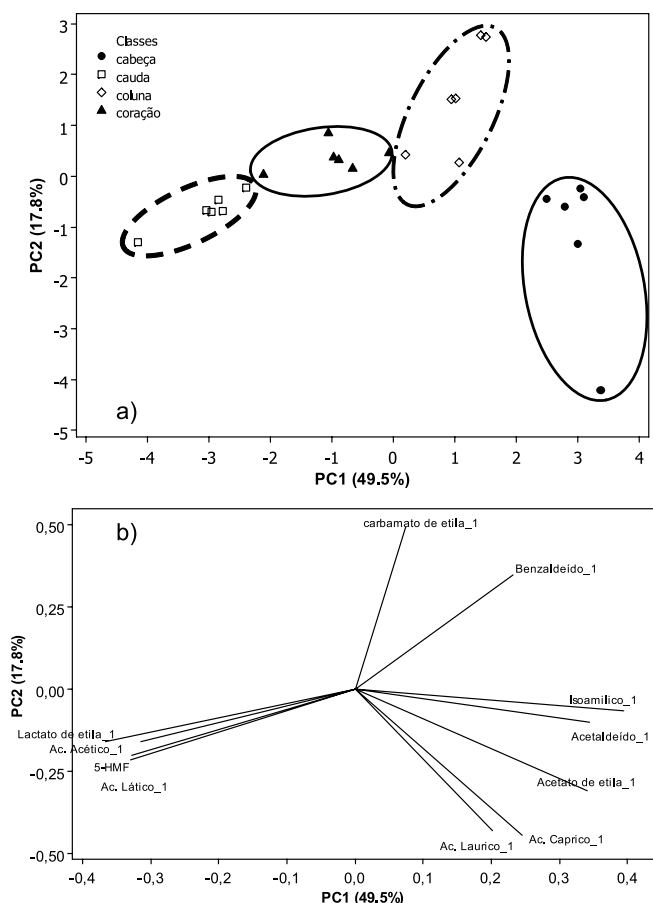 Classes
cabeça
cauda
coluna
coração
3
2
1
0
-1
-2
-3
-4
-5
PC2 (17.8%)
a)
-5 -4 -3 -2 -1 0 1 2 3 4
PC1 (49.5%)
b)
0,50
0,25
0,00
-0,25
-0,50
PC2 (17.8%)
carbamato de etila_1
Benzaldeído_1
Isoamilico_1
Acetaldeído_1
Lactato de etila_1
Ac. Acético_1
5-HMF
Ac. Lático_1
Acetato de etila_1
Ac. Caprico_1
Ac. Laurico_1
-0,4 -0,3 -0,2 -0,1 0,0 0,1 0,2 0,3 0,4
PC1 (49.5%)